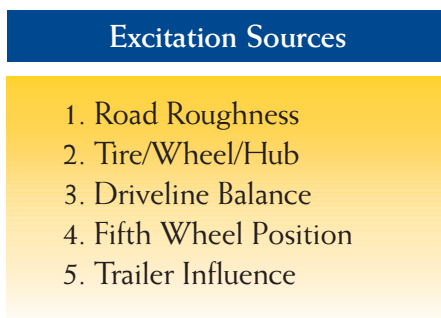 Excitation Sources
1. Road Roughness
2. Tire/Wheel/Hub
3. Driveline Balance
4. Fifth Wheel Position
5. Trailer Influence